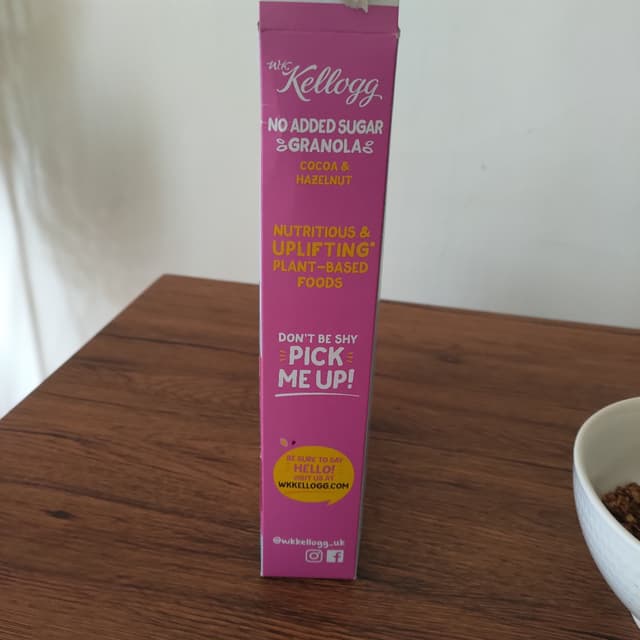 W.K.
Kellogg
NO ADDED SUGAR
GRANOLA
COCOA &
HAZELNUT
NUTRITIOUS &
UPLIFTING*
PLANT-BASED
FOODS
DON'T BE SHY
PICK
ME UP!
BE SURE TO SAY
HELLO!
VISIT US AT
WKKELLOGG.COM
@wkkellogg_uk